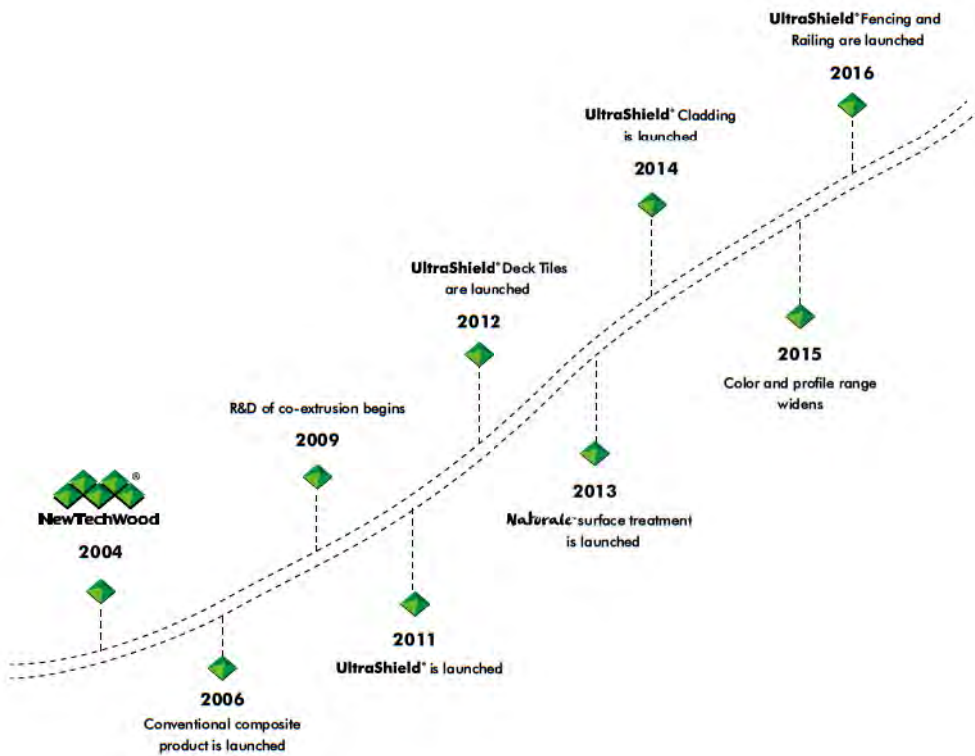 UltraShield® Fencing and
Railing are launched
2016
UltraShield® Cladding
is launched
2014
UltraShield® Deck Tiles
are launched
2012
2015
Color and profile range
widens
R&D of co-extrusion begins
2009
®
NewTechWood
2004
2013
Naturale™ surface treatment
is launched
2011
UltraShield® is launched
2006
Conventional composite
product is launched